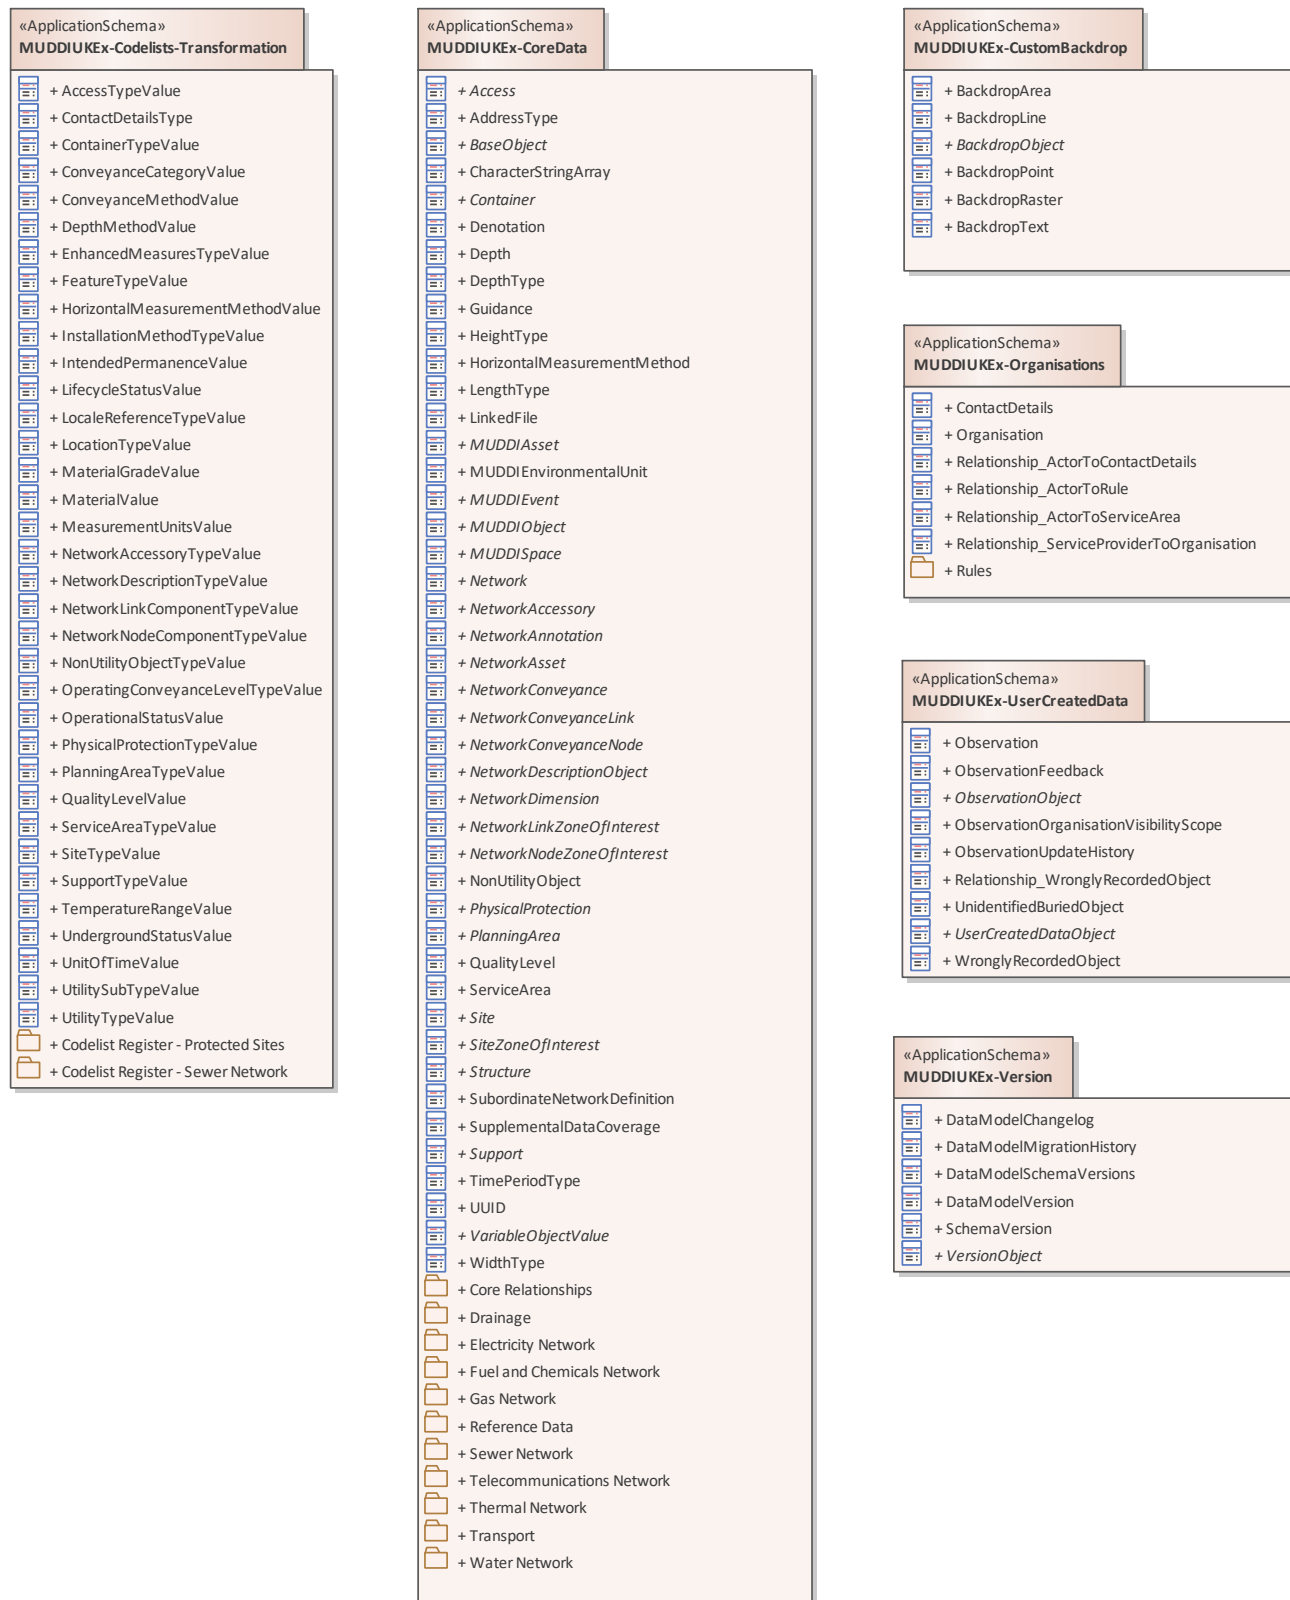 «ApplicationSchema»
MUDDIUKEx-Codelists-Transformation
+ AccessTypeValue
+ ContactDetailsType
+ ContainerTypeValue
+ ConveyanceCategoryValue
+ ConveyanceMethodValue
+ DepthMethodValue
+ EnhancedMeasuresTypeValue
+ FeatureTypeValue
+ HorizontalMeasurementMethodValue
+ InstallationMethodTypeValue
+ IntendedPermanenceValue
+ LifecycleStatusValue
+ LocaleReferenceTypeValue
+ LocationTypeValue
+ MaterialGradeValue
+ MaterialValue
+ MeasurementUnitsValue
+ NetworkAccessoryTypeValue
+ NetworkDescriptionTypeValue
+ NetworkLinkComponentTypeValue
+ NetworkNodeComponentTypeValue
+ NonUtilityObjectTypeValue
+ OperatingConveyanceLevelTypeValue
+ OperationalStatusValue
+ PhysicalProtectionTypeValue
+ PlanningAreaTypeValue
+ QualityLevelValue
+ ServiceAreaTypeValue
+ SiteTypeValue
+ SupportTypeValue
+ TemperatureRangeValue
+ UndergroundStatusValue
+ UnitOfTimeValue
+ UtilitySubTypeValue
+ UtilityTypeValue
+ Codelist Register - Protected Sites
+ Codelist Register - Sewer Network
«ApplicationSchema»
MUDDIUKEx-CoreData
+ Access
+ AddressType
+ BaseObject
+ CharacterStringArray
+ Container
+ Denotation
+ Depth
+ DepthType
+ Guidance
+ HeightType
+ HorizontalMeasurementMethod
+ LengthType
+ LinkedFile
+ MUDDIAsset
+ MUDDIEnvironmentalUnit
+ MUDDIEvent
+ MUDDIObject
+ MUDDISpace
+ Network
+ NetworkAccessory
+ NetworkAnnotation
+ NetworkAsset
+ NetworkConveyance
+ NetworkConveyanceLink
+ NetworkConveyanceNode
+ NetworkDescriptionObject
+ NetworkDimension
+ NetworkLinkZoneOfInterest
+ NetworkNodeZoneOfInterest
+ NonUtilityObject
+ PhysicalProtection
+ PlanningArea
+ QualityLevel
+ ServiceArea
+ Site
+ SiteZoneOfInterest
+ Structure
+ SubordinateNetworkDefinition
+ SupplementalDataCoverage
+ Support
+ TimePeriodType
+ UUID
+ VariableObjectValue
+ WidthType
+ Core Relationships
+ Drainage
+ Electricity Network
+ Fuel and Chemicals Network
+ Gas Network
+ Reference Data
+ Sewer Network
+ Telecommunications Network
+ Thermal Network
+ Transport
+ Water Network
«ApplicationSchema»
MUDDIUKEx-CustomBackdrop
+ BackdropArea
+ BackdropLine
+ BackdropObject
+ BackdropPoint
+ BackdropRaster
+ BackdropText
«ApplicationSchema»
MUDDIUKEx-Organisations
+ ContactDetails
+ Organisation
+ Relationship_ActorToContactDetails
+ Relationship_ActorToRule
+ Relationship_ActorToServiceArea
+ Relationship_ServiceProviderToOrganisation
+ Rules
«ApplicationSchema»
MUDDIUKEx-UserCreatedData
+ Observation
+ ObservationFeedback
+ ObservationObject
+ ObservationOrganisationVisibilityScope
+ ObservationUpdateHistory
+ Relationship_WronglyRecordedObject
+ UnidentifiedBuriedObject
+ UserCreatedDataObject
+ WronglyRecordedObject
«ApplicationSchema»
MUDDIUKEx-Version
+ DataModelChangelog
+ DataModelMigrationHistory
+ DataModelSchemaVersions
+ DataModelVersion
+ SchemaVersion
+ VersionObject